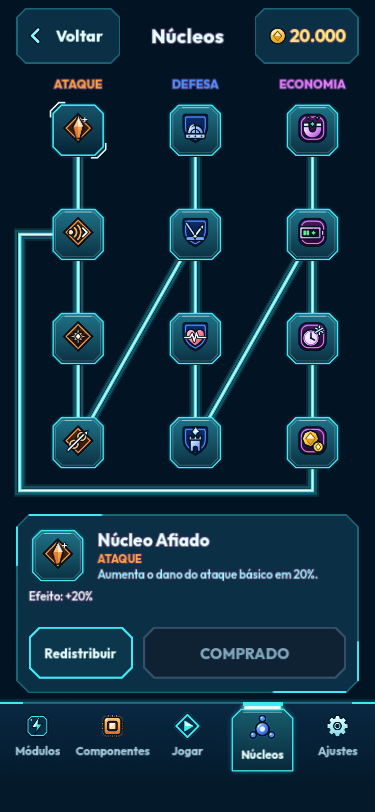 Voltar
Núcleos
20.000
ATAQUE
DEFESA
ECONOMIA
Núcleo Afiado
ATAQUE
Aumenta o dano do ataque básico em 20%.
Efeito: +20%
Redistribuir
COMPRADO
Módulos
Componentes
Jogar
Núcleos
Ajustes